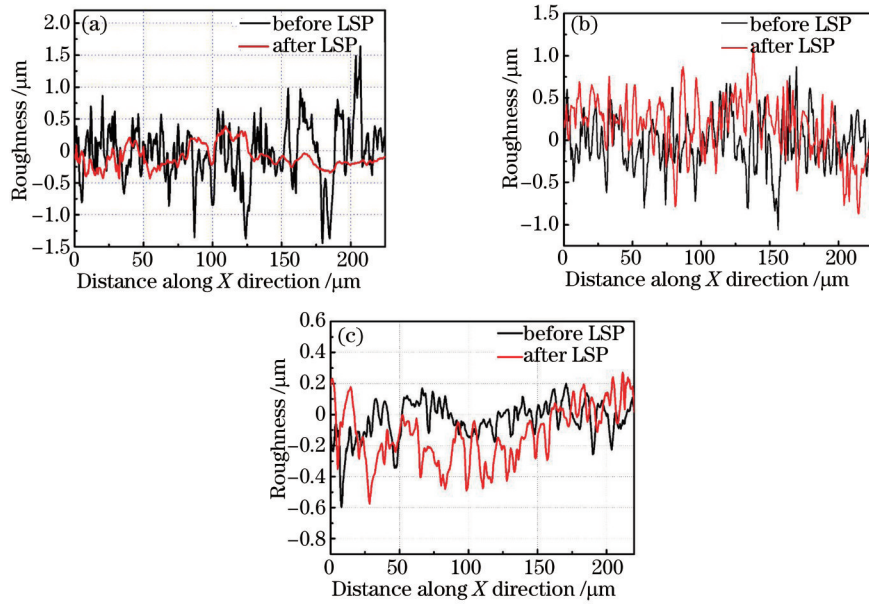 (a)
before LSP
after LSP
2.0
1.5
1.0
0.5
0
−0.5
−1.0
−1.5
Roughness /μm
0
50
100
150
200
Distance along X direction /μm
(b)
before LSP
after LSP
1.5
1.0
0.5
0
−0.5
−1.0
Roughness /μm
0
50
100
150
200
Distance along X direction /μm
(c)
before LSP
after LSP
0.6
0.4
0.2
0
−0.2
−0.4
−0.6
−0.8
Roughness /μm
0
50
100
150
200
Distance along X direction /μm